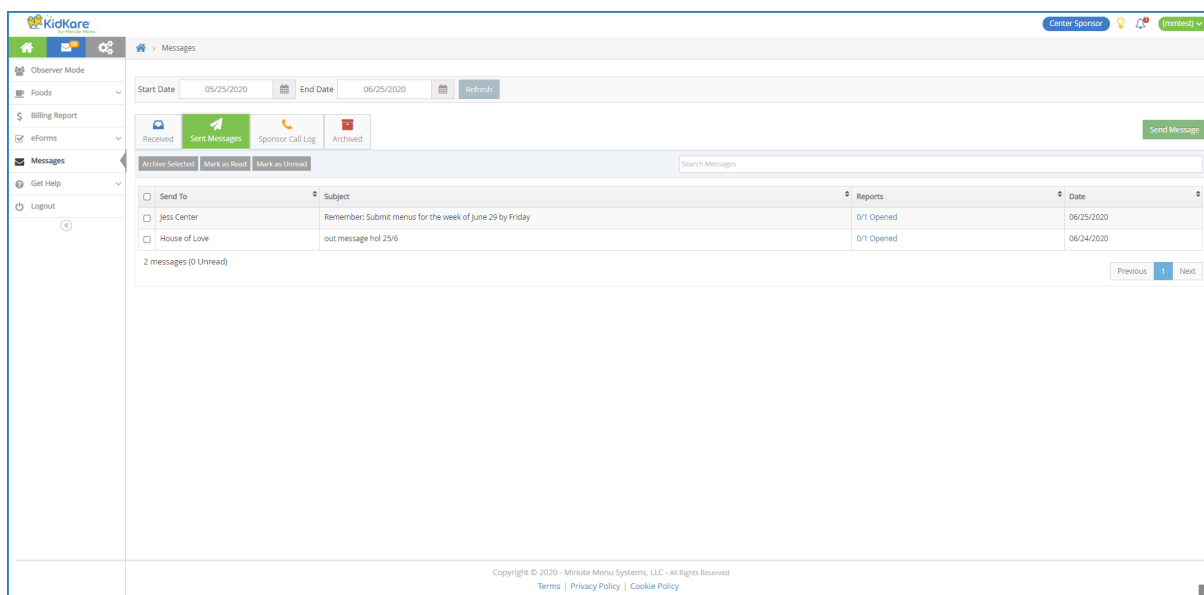 KidKare
by Minute Menu
Center Sponsor
(mmtest)
Messages
Observer Mode
Foods
Billing Report
eForms
Messages
Get Help
Logout
Start Date 05/25/2020 End Date 06/25/2020 Refresh
Received Sent Messages Sponsor Call Log Archived
Send Message
Archive Selected Mark as Read Mark as Unread Search Messages
Send To Subject Reports Date
Jess Center Remember: Submit menus for the week of June 29 by Friday 0/1 Opened 06/25/2020
House of Love out message hol 25/6 0/1 Opened 06/24/2020
2 messages (0 Unread)
Previous 1 Next
Copyright © 2020 - Minute Menu Systems, LLC - All Rights Reserved
Terms | Privacy Policy | Cookie Policy